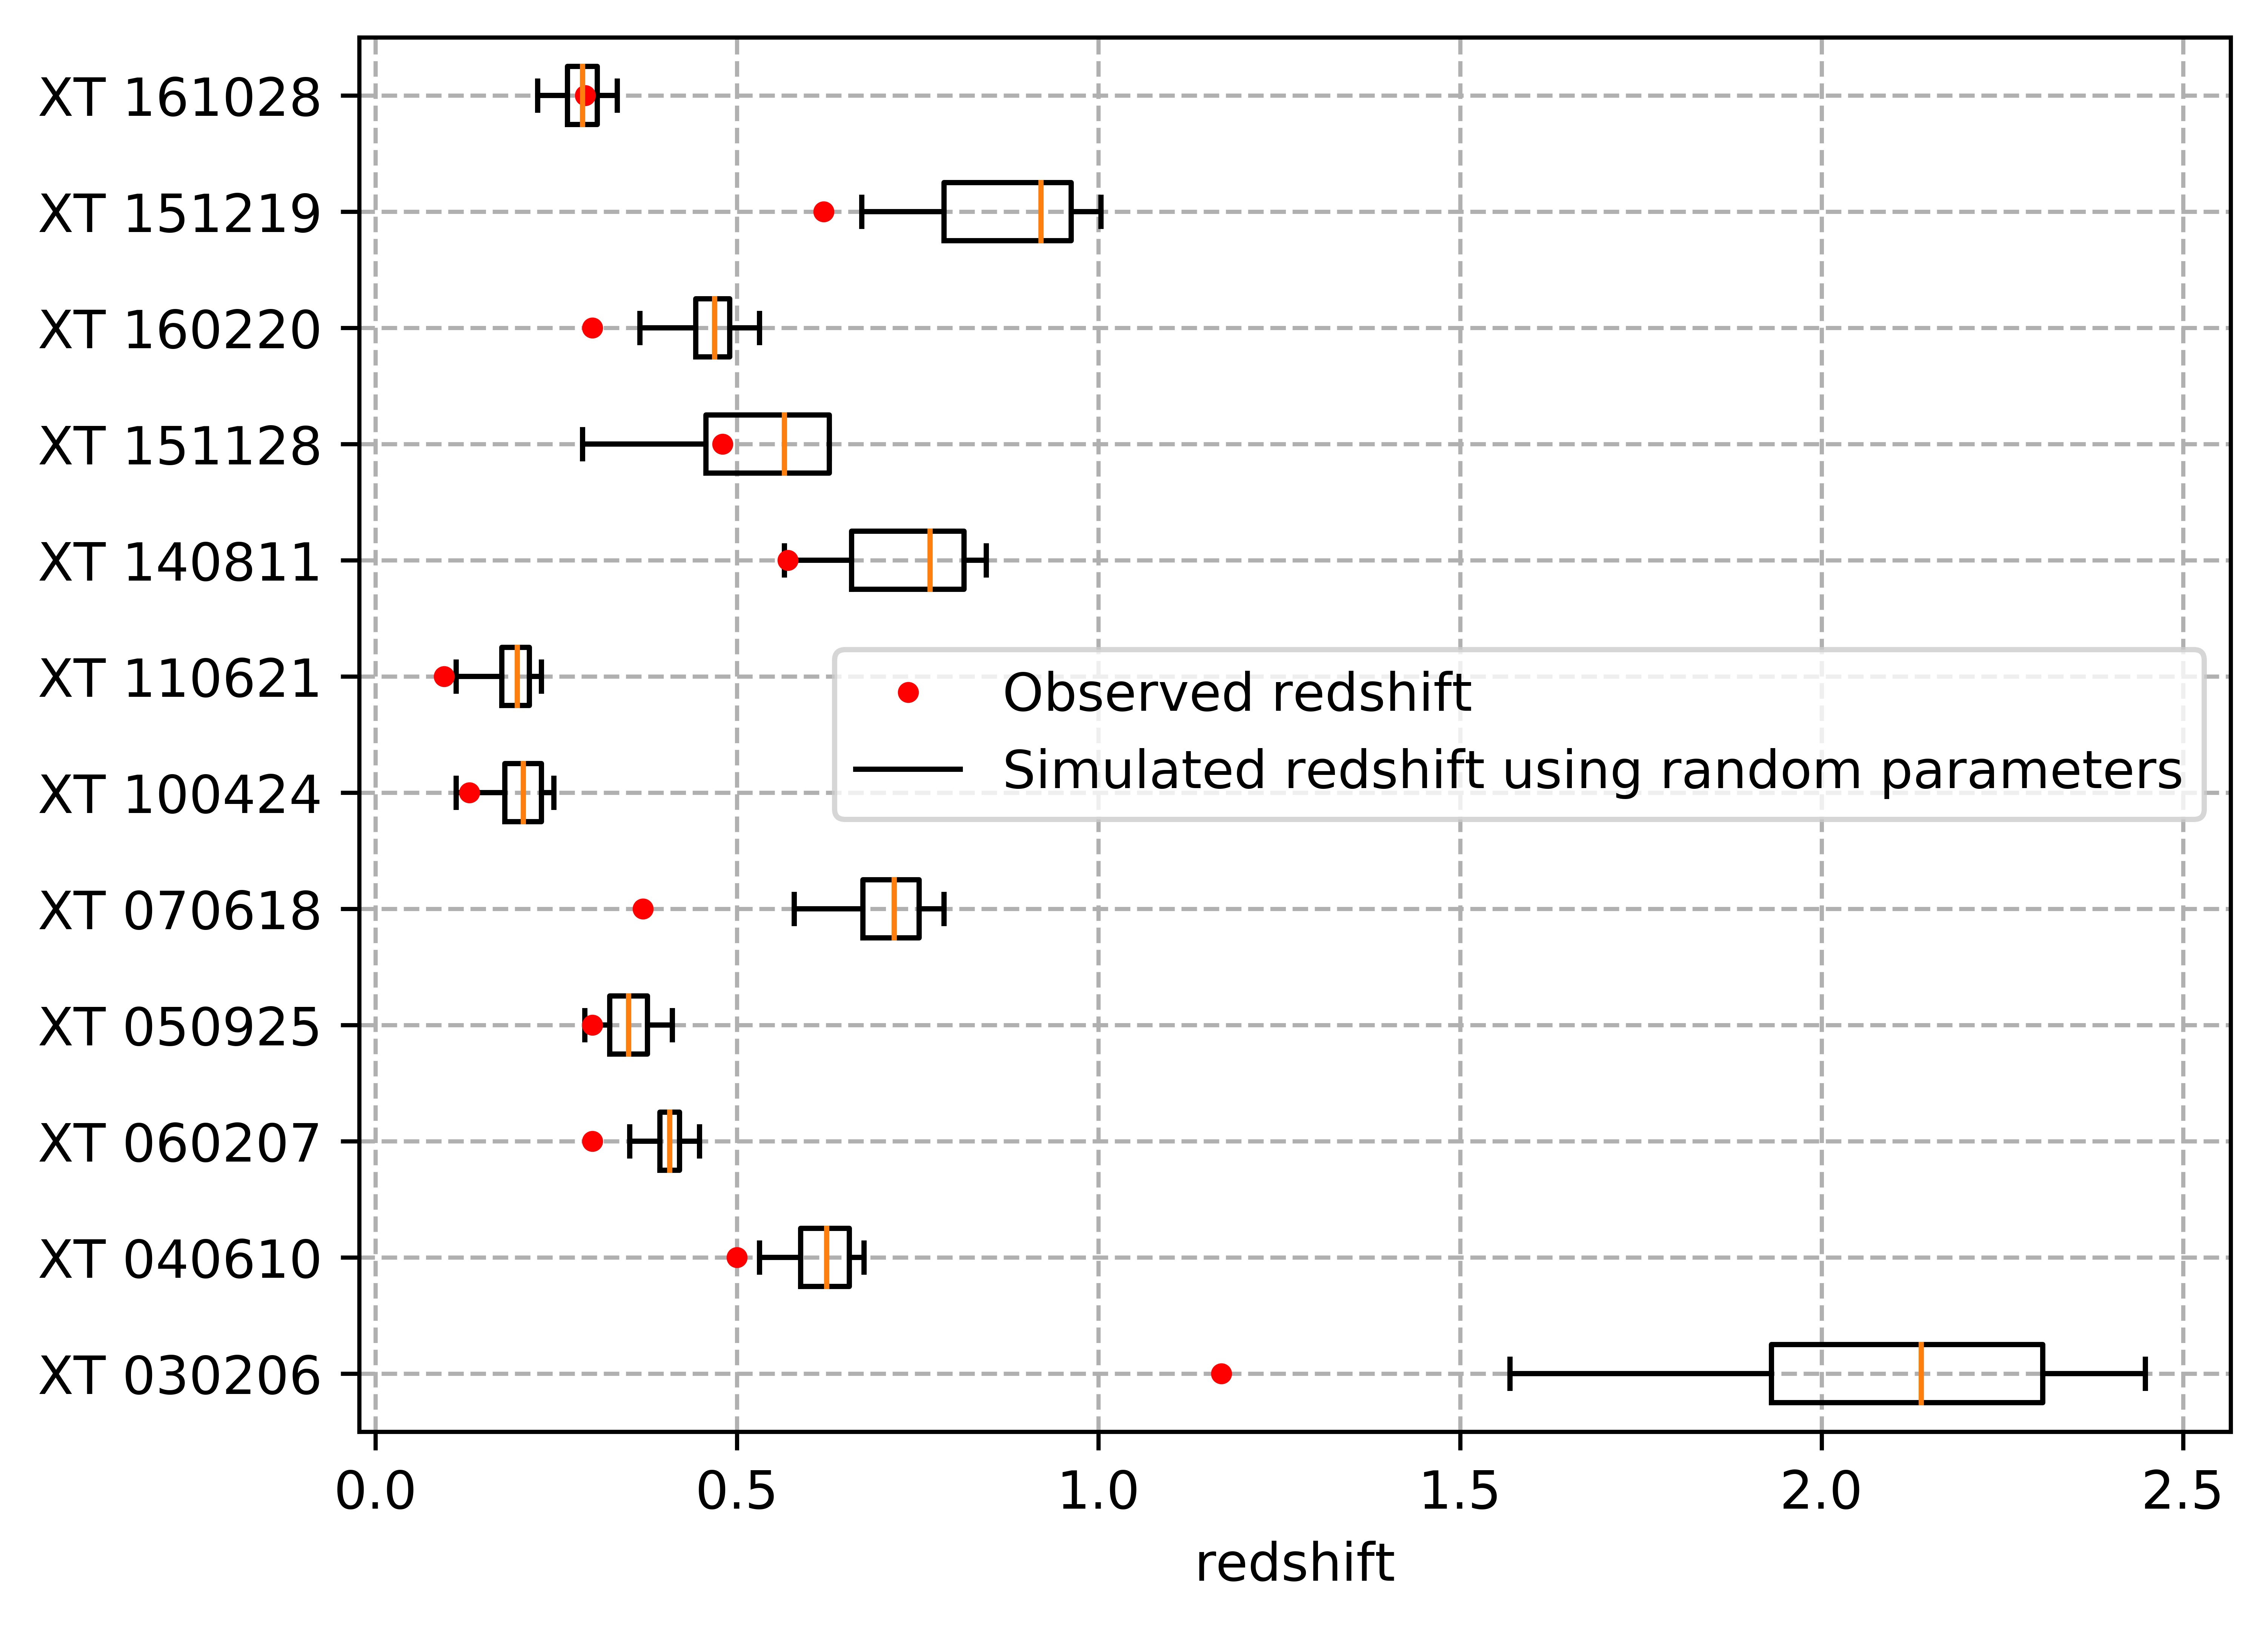 XT 161028
XT 151219
XT 160220
XT 151128
XT 140811
XT 110621
XT 100424
XT 070618
XT 050925
XT 060207
XT 040610
XT 030206
Observed redshift
Simulated redshift using random parameters
0.0 0.5 1.0 1.5 2.0 2.5
redshift